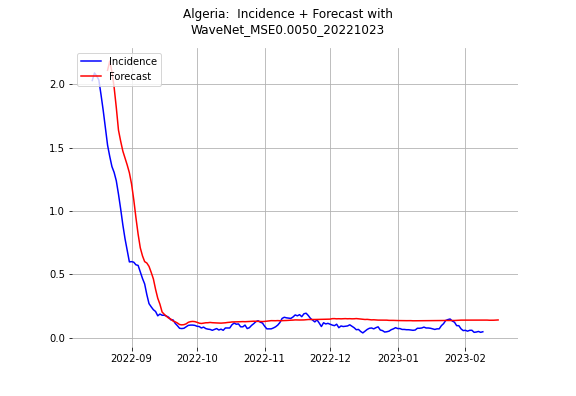 Algeria:  Incidence + Forecast with
WaveNet_MSE0.0050_20221023
Incidence
Forecast
2.0
1.5
1.0
0.5
0.0
2022-09
2022-10
2022-11
2022-12
2023-01
2023-02